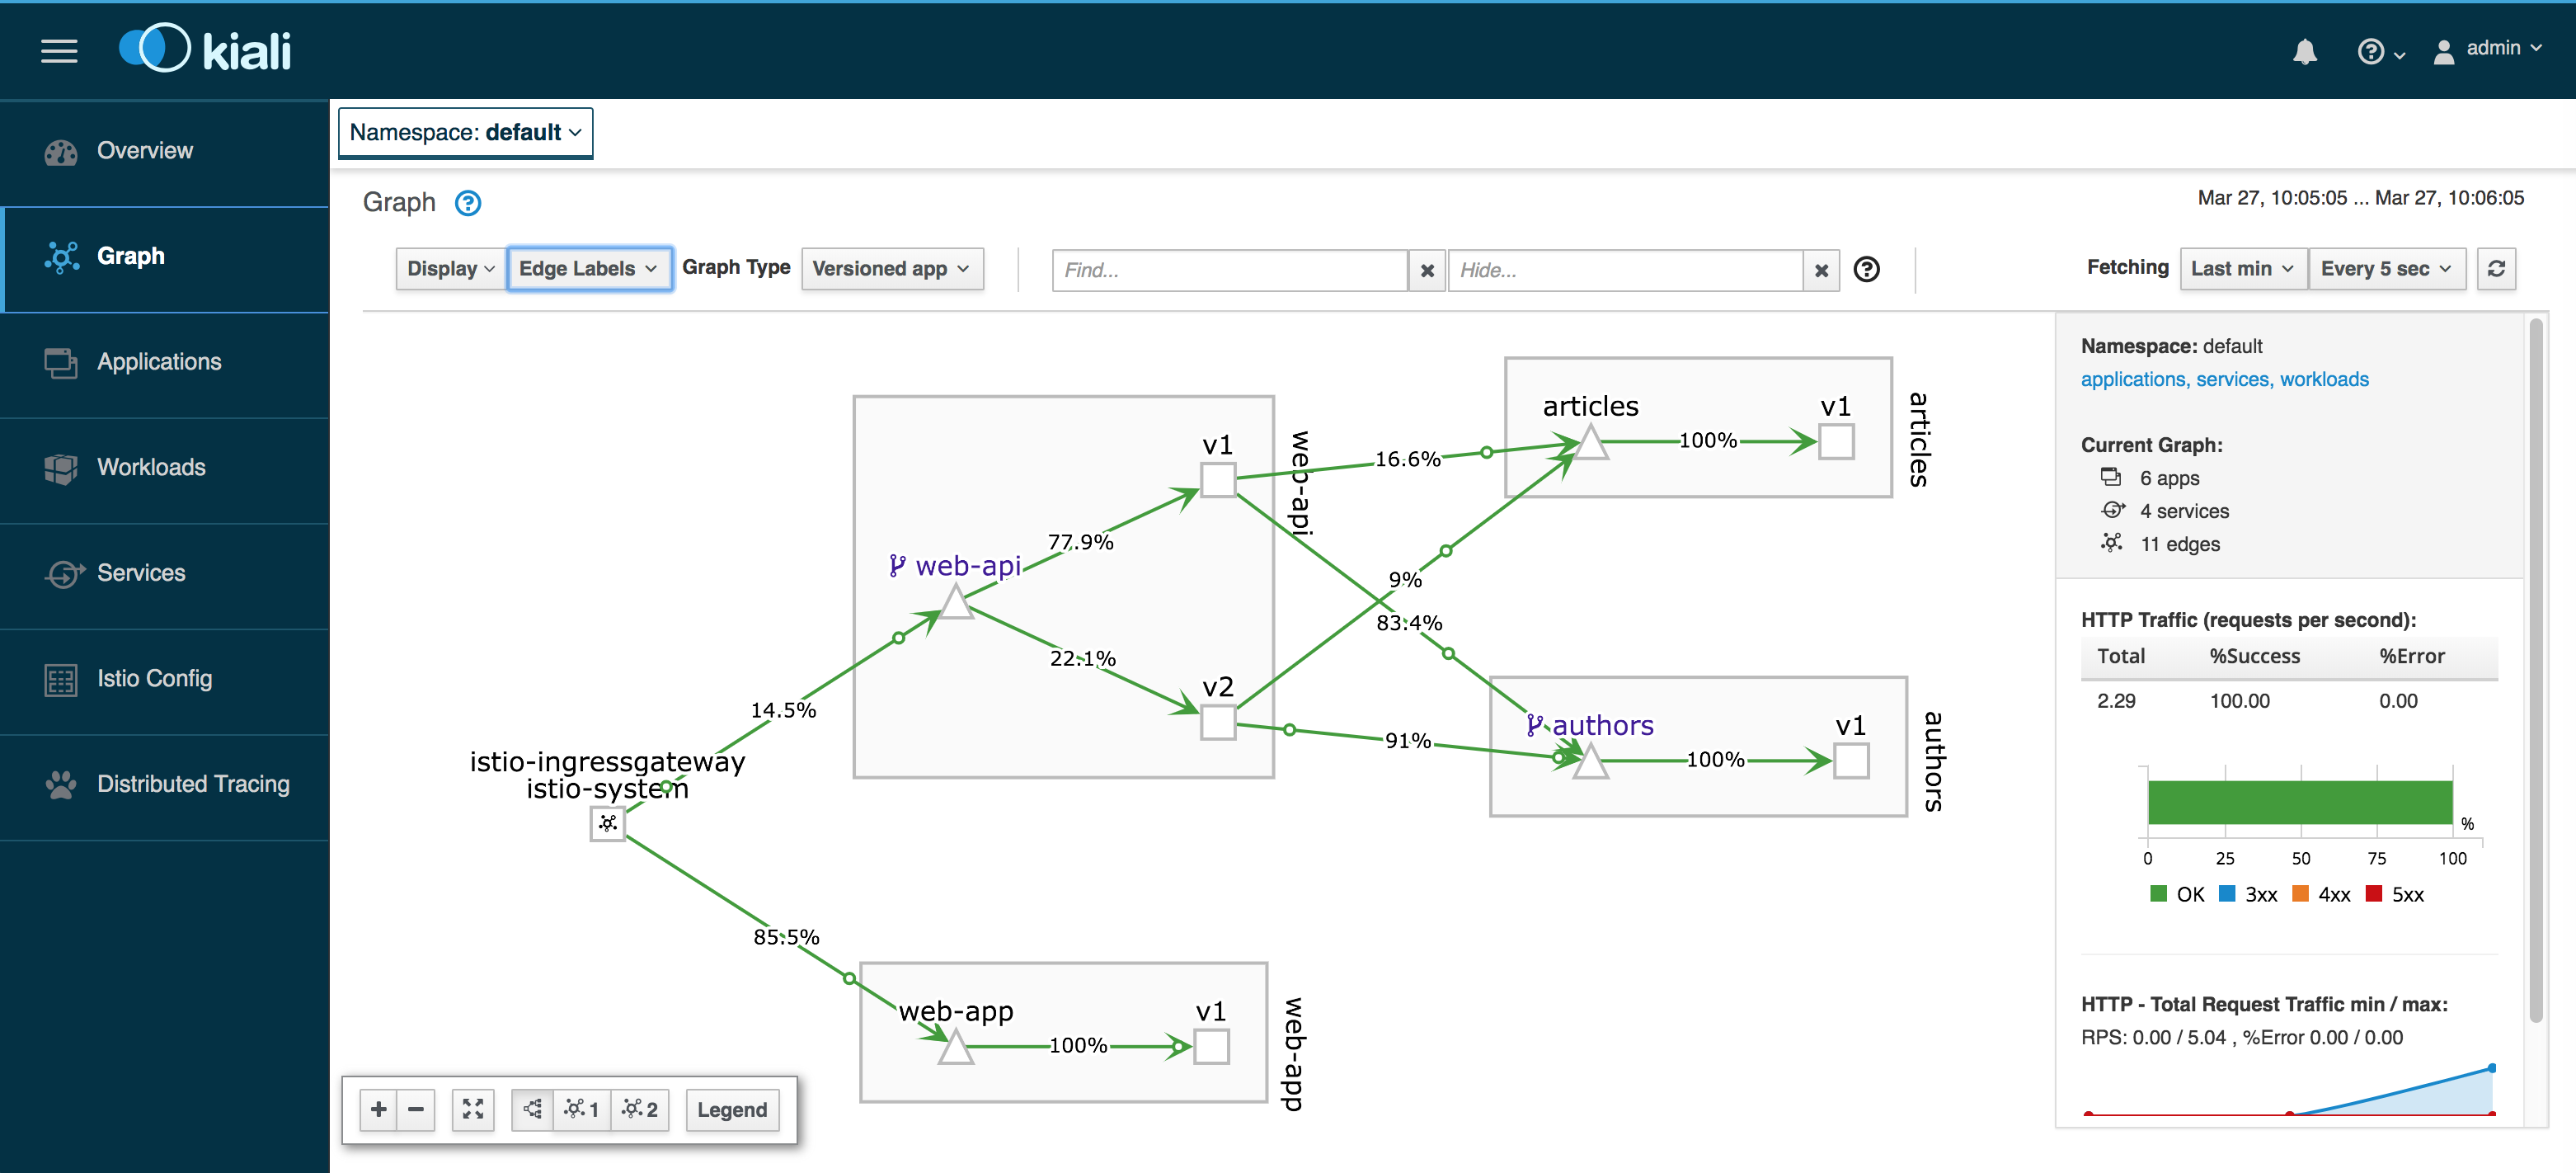 kiali
admin
Namespace: default
Overview
Graph
Applications
Workloads
Services
Istio Config
Distributed Tracing
Graph
Mar 27, 10:05:05 ... Mar 27, 10:06:05
Display
Edge Labels
Graph Type
Versioned app
Find...
Hide...
Fetching
Last min
Every 5 sec
articles
v1
100%
articles
v1
web-api
16.6%
77.9%
web-api
9%
83.4%
22.1%
v2
14.5%
91%
authors
v1
100%
authors
istio-ingressgateway
istio-system
85.5%
web-app
v1
100%
web-app
1
2
Legend
Namespace: default
applications, services, workloads
Current Graph:
6 apps
4 services
11 edges
HTTP Traffic (requests per second):
Total %Success %Error
2.29 100.00 0.00
%
0 25 50 75 100
OK 3xx 4xx 5xx
HTTP - Total Request Traffic min / max:
RPS: 0.00 / 5.04 , %Error 0.00 / 0.00